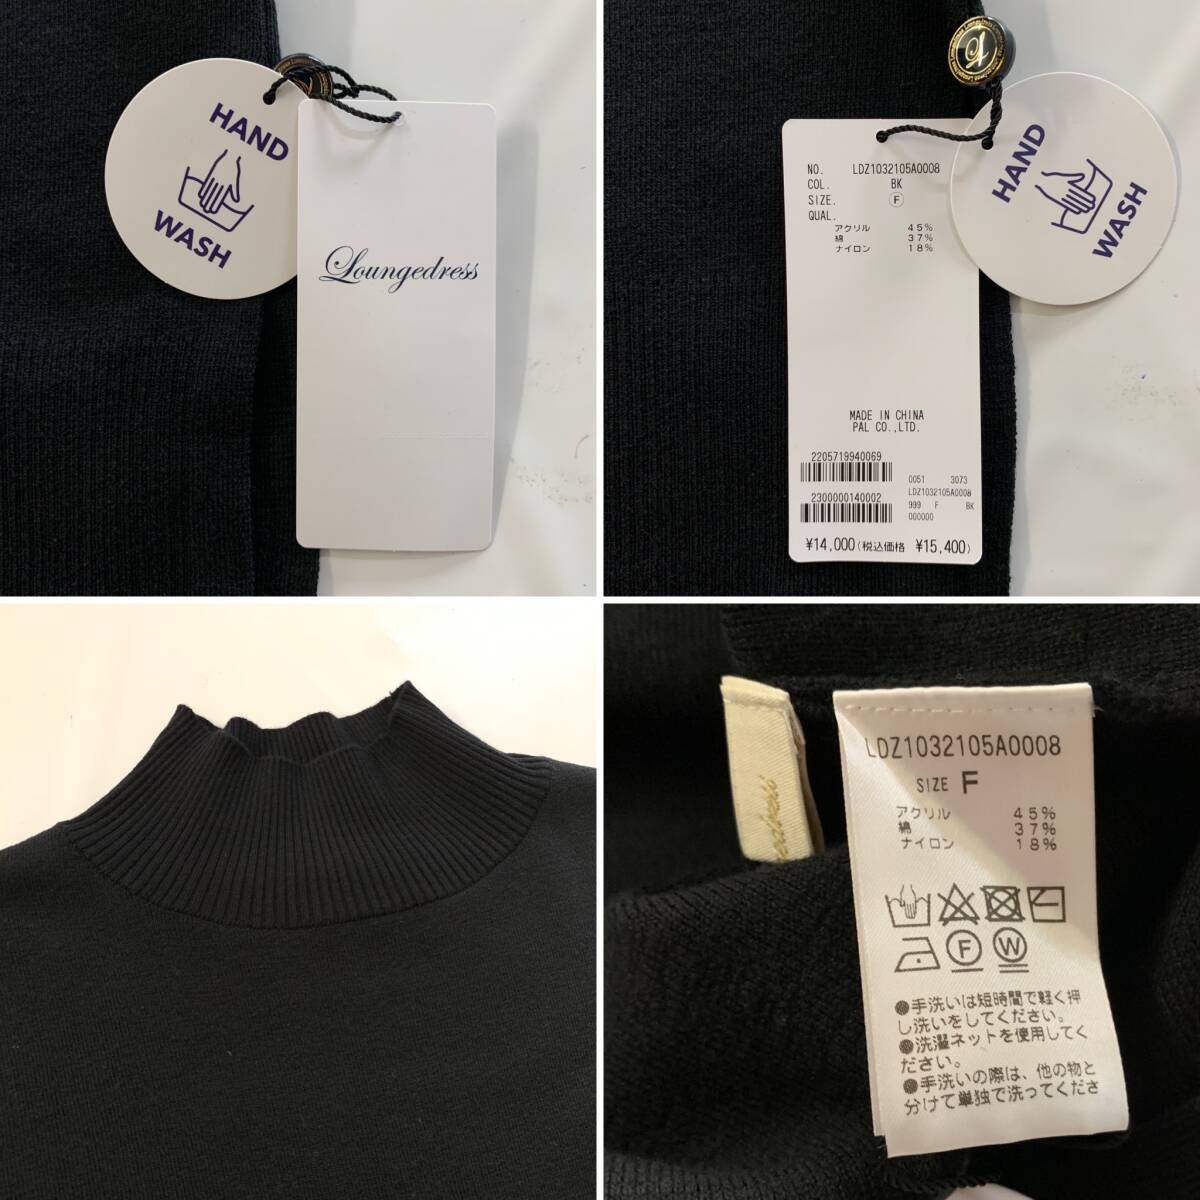 HAND
WASH
Loungedress
NO. LDZ1032105A0008
COL. BK
SIZE. F
QUAL.
アクリル 45%
綿 37%
ナイロン 18%
HAND
WASH
MADE IN CHINA
PAL CO.,LTD.
2205719940069
0051 3073
LDZ1032105A0008
2300000140002
999 F BK
000000
¥14,000(税込価格 ¥15,400)
LDZ1032105A0008
SIZE F
アクリル 45%
綿 37%
ナイロン 18%
F
W
●手洗いは短時間で軽く押
し洗いをしてください。
●洗濯ネットを使用してく
ださい。
●手洗いの際は、他の物と
分けて単独で洗ってくださ